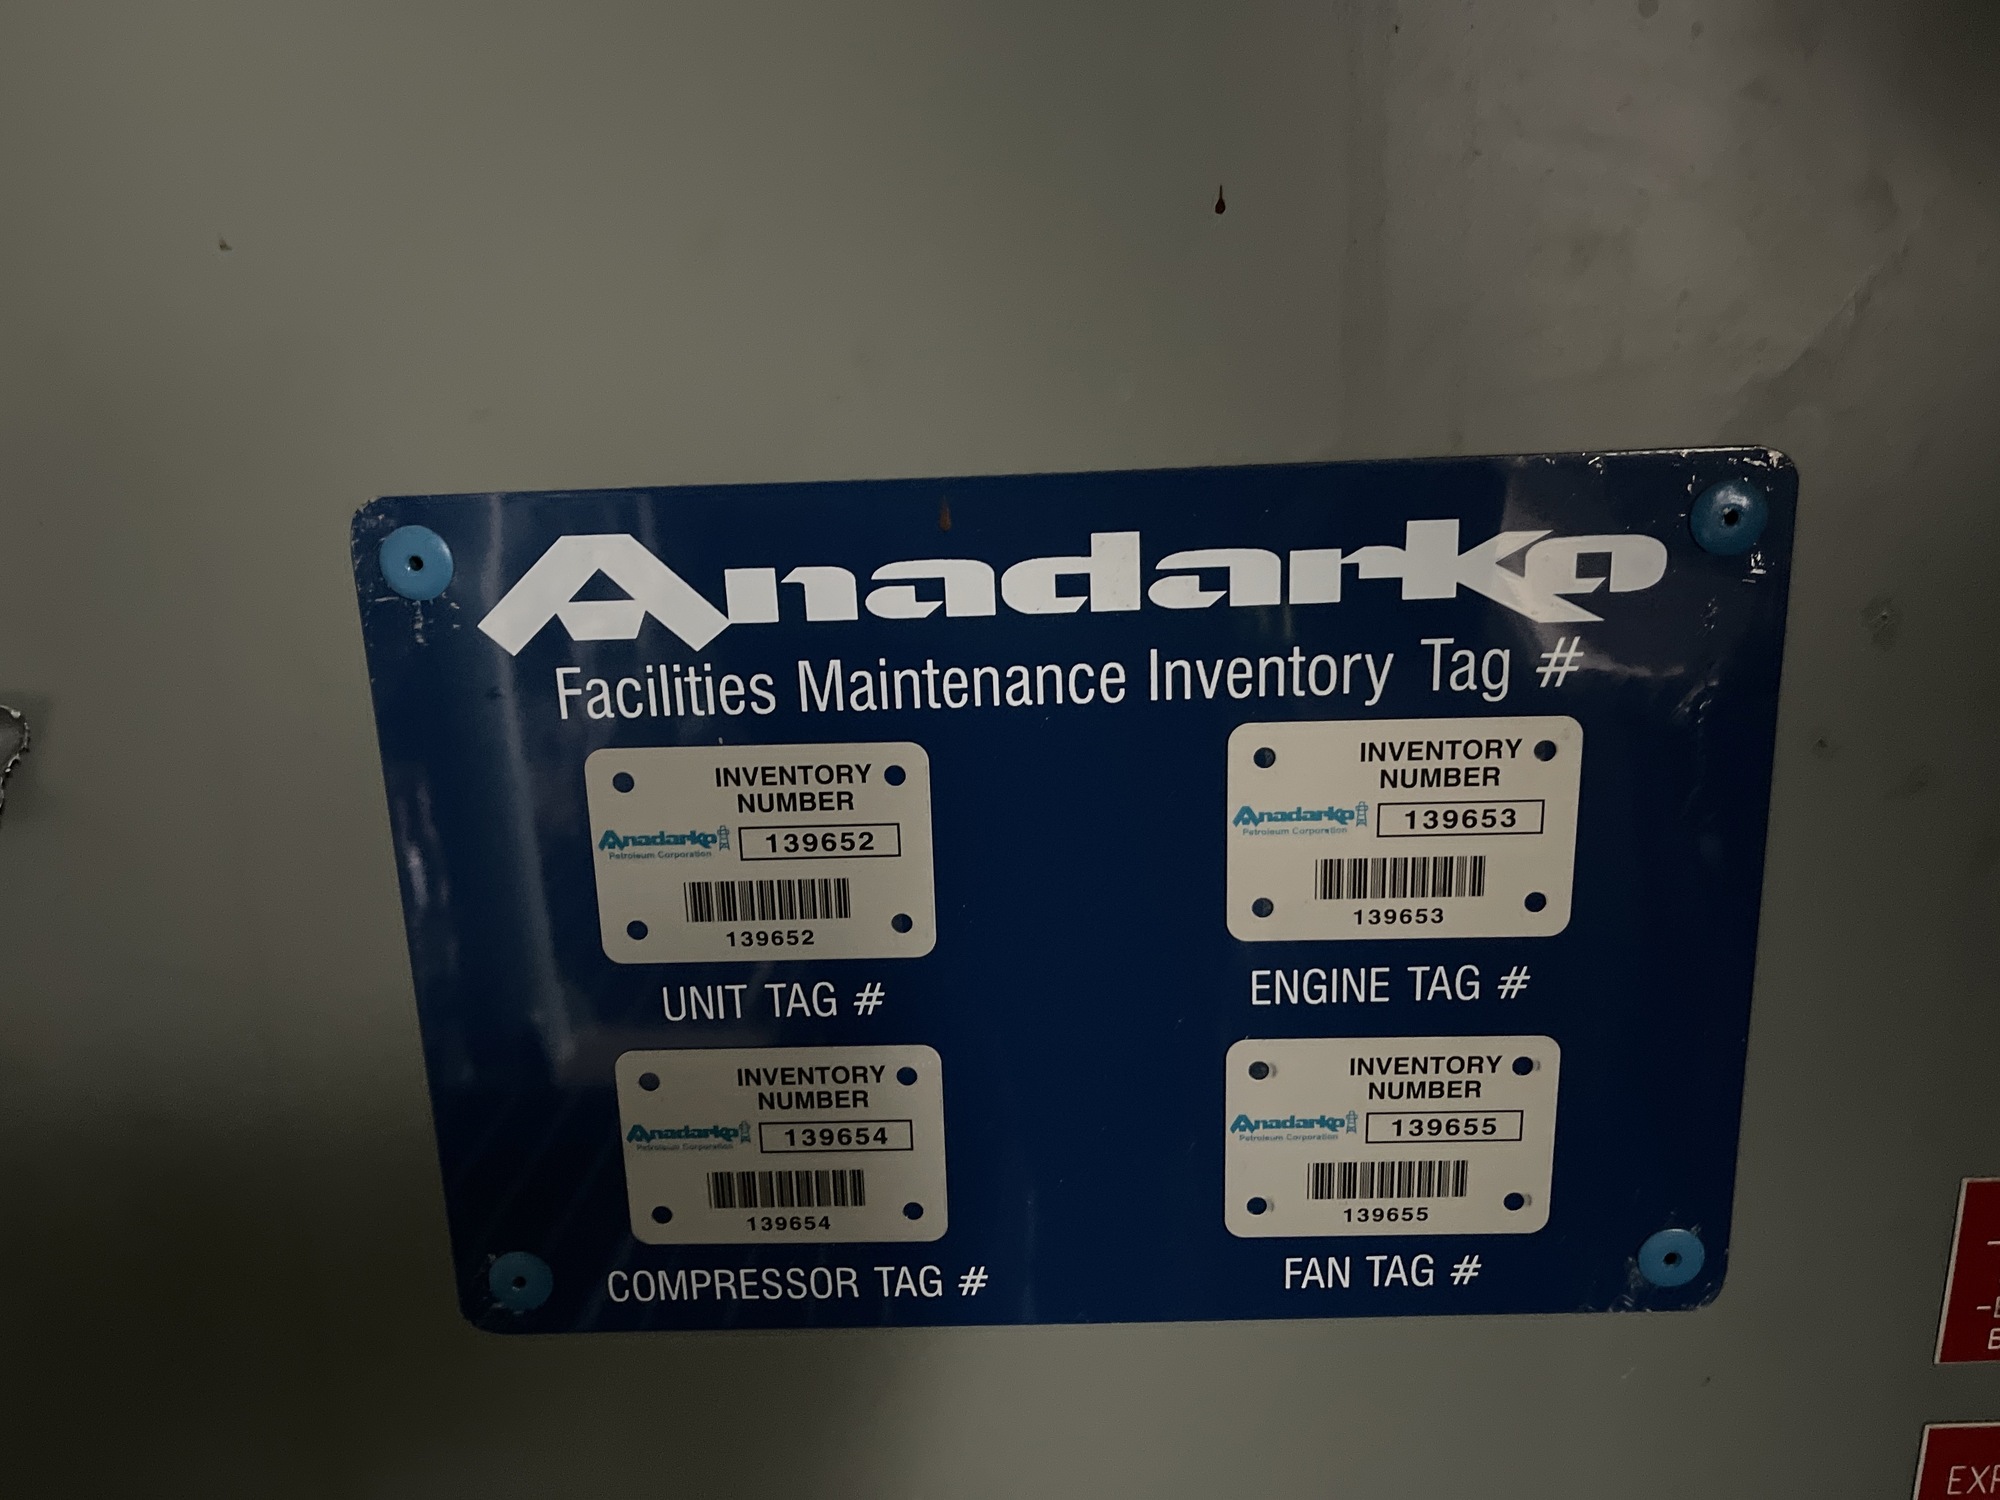 Anadarko
Facilities Maintenance Inventory Tag #
INVENTORY
NUMBER
Anadarko
Petroleum Corporation
139652
139652
UNIT TAG #
INVENTORY
NUMBER
Anadarko
Petroleum Corporation
139653
139653
ENGINE TAG #
INVENTORY
NUMBER
Anadarko
Petroleum Corporation
139654
139654
COMPRESSOR TAG #
INVENTORY
NUMBER
Anadarko
Petroleum Corporation
139655
139655
FAN TAG #